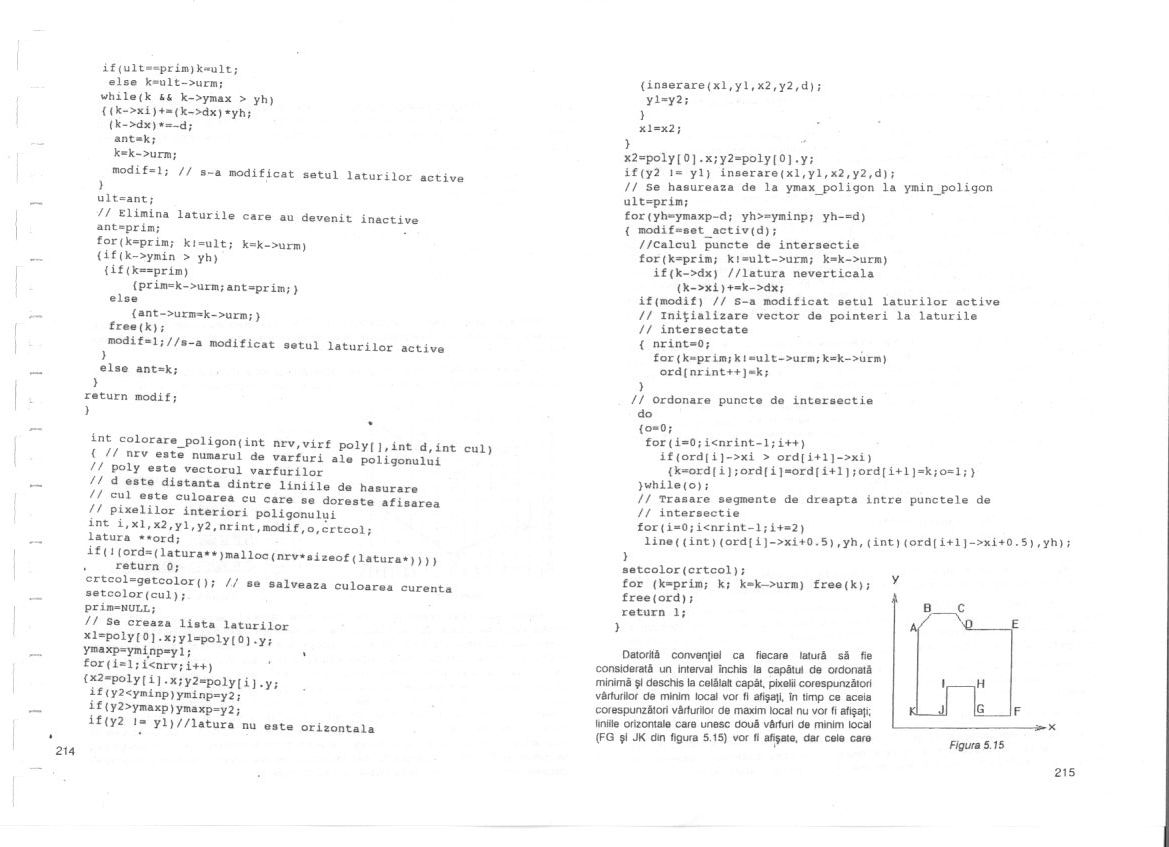 if(ult==prim)k=ult;
else k=ult->urm;
while(k && k->ymax > yh)
{(k->xi)+=(k->dx)*yh;
(k->dx)*=-d;
ant=k;
k=k->urm;
modif=1; // s-a modificat setul laturilor active
}
ult=ant;
// Elimina laturile care au devenit inactive
ant=prim;
for(k=prim; k!=ult; k=k->urm)
{if(k->ymin > yh)
{if(k==prim)
{prim=k->urm;ant=prim;}
else
{ant->urm=k->urm;}
free(k);
modif=1;//s-a modificat setul laturilor active
}
else ant=k;
}
return modif;
}
int colorare_poligon(int nrv,virf poly[],int d,int cul)
{ // nrv este numarul de varfuri ale poligonului
// poly este vectorul varfurilor
// d este distanta dintre liniile de hasurare
// cul este culoarea cu care se doreste afisarea
// pixelilor interiori poligonului
int i,x1,x2,y1,y2,nrint,modif,o,crtcol;
latura **ord;
if(!(ord=(latura**)malloc(nrv*sizeof(latura*))))
return 0;
crtcol=getcolor(); // se salveaza culoarea curenta
setcolor(cul);
prim=NULL;
// Se creaza lista laturilor
x1=poly[0].x;y1=poly[0].y;
ymaxp=yminp=y1;
for(i=1;i<nrv;i++)
{x2=poly[i].x;y2=poly[i].y;
if(y2<yminp)yminp=y2;
if(y2>ymaxp)ymaxp=y2;
if(y2 != y1)//latura nu este orizontala
214
{inserare(x1,y1,x2,y2,d);
y1=y2;
}
x1=x2;
}
x2=poly[0].x;y2=poly[0].y;
if(y2 != y1) inserare(x1,y1,x2,y2,d);
// Se hasureaza de la ymax_poligon la ymin_poligon
ult=prim;
for(yh=ymaxp-d; yh>=yminp; yh-=d)
{ modif=set_activ(d);
//Calcul puncte de intersectie
for(k=prim; k!=ult->urm; k=k->urm)
if(k->dx) //latura neverticala
(k->xi)+=k->dx;
if(modif) // S-a modificat setul laturilor active
// Iniţializare vector de pointeri la laturile
// intersectate
{ nrint=0;
for(k=prim;k!=ult->urm;k=k->urm)
ord[nrint++]=k;
}
// Ordonare puncte de intersectie
do
{o=0;
for(i=0;i<nrint-1;i++)
if(ord[i]->xi > ord[i+1]->xi)
{k=ord[i];ord[i]=ord[i+1];ord[i+1]=k;o=1;}
}while(o);
// Trasare segmente de dreapta intre punctele de
// intersectie
for(i=0;i<nrint-1;i+=2)
line((int)(ord[i]->xi+0.5),yh,(int)(ord[i+1]->xi+0.5),yh);
}
setcolor(crtcol);
for (k=prim; k; k=k->urm) free(k);
free(ord);
return 1;
}
Datorită convenţiei ca fiecare latură să fie
considerată un interval închis la capătul de ordonată
minimă şi deschis la celălalt capăt, pixelii corespunzători
vârfurilor de minim local vor fi afişaţi, în timp ce aceia
corespunzători vârfurilor de maxim local nu vor fi afişaţi;
liniile orizontale care unesc două vârfuri de minim local
(FG şi JK din figura 5.15) vor fi afişate, dar cele care
y
B C
A D E
I H
K J G F
x
Figura 5.15
215